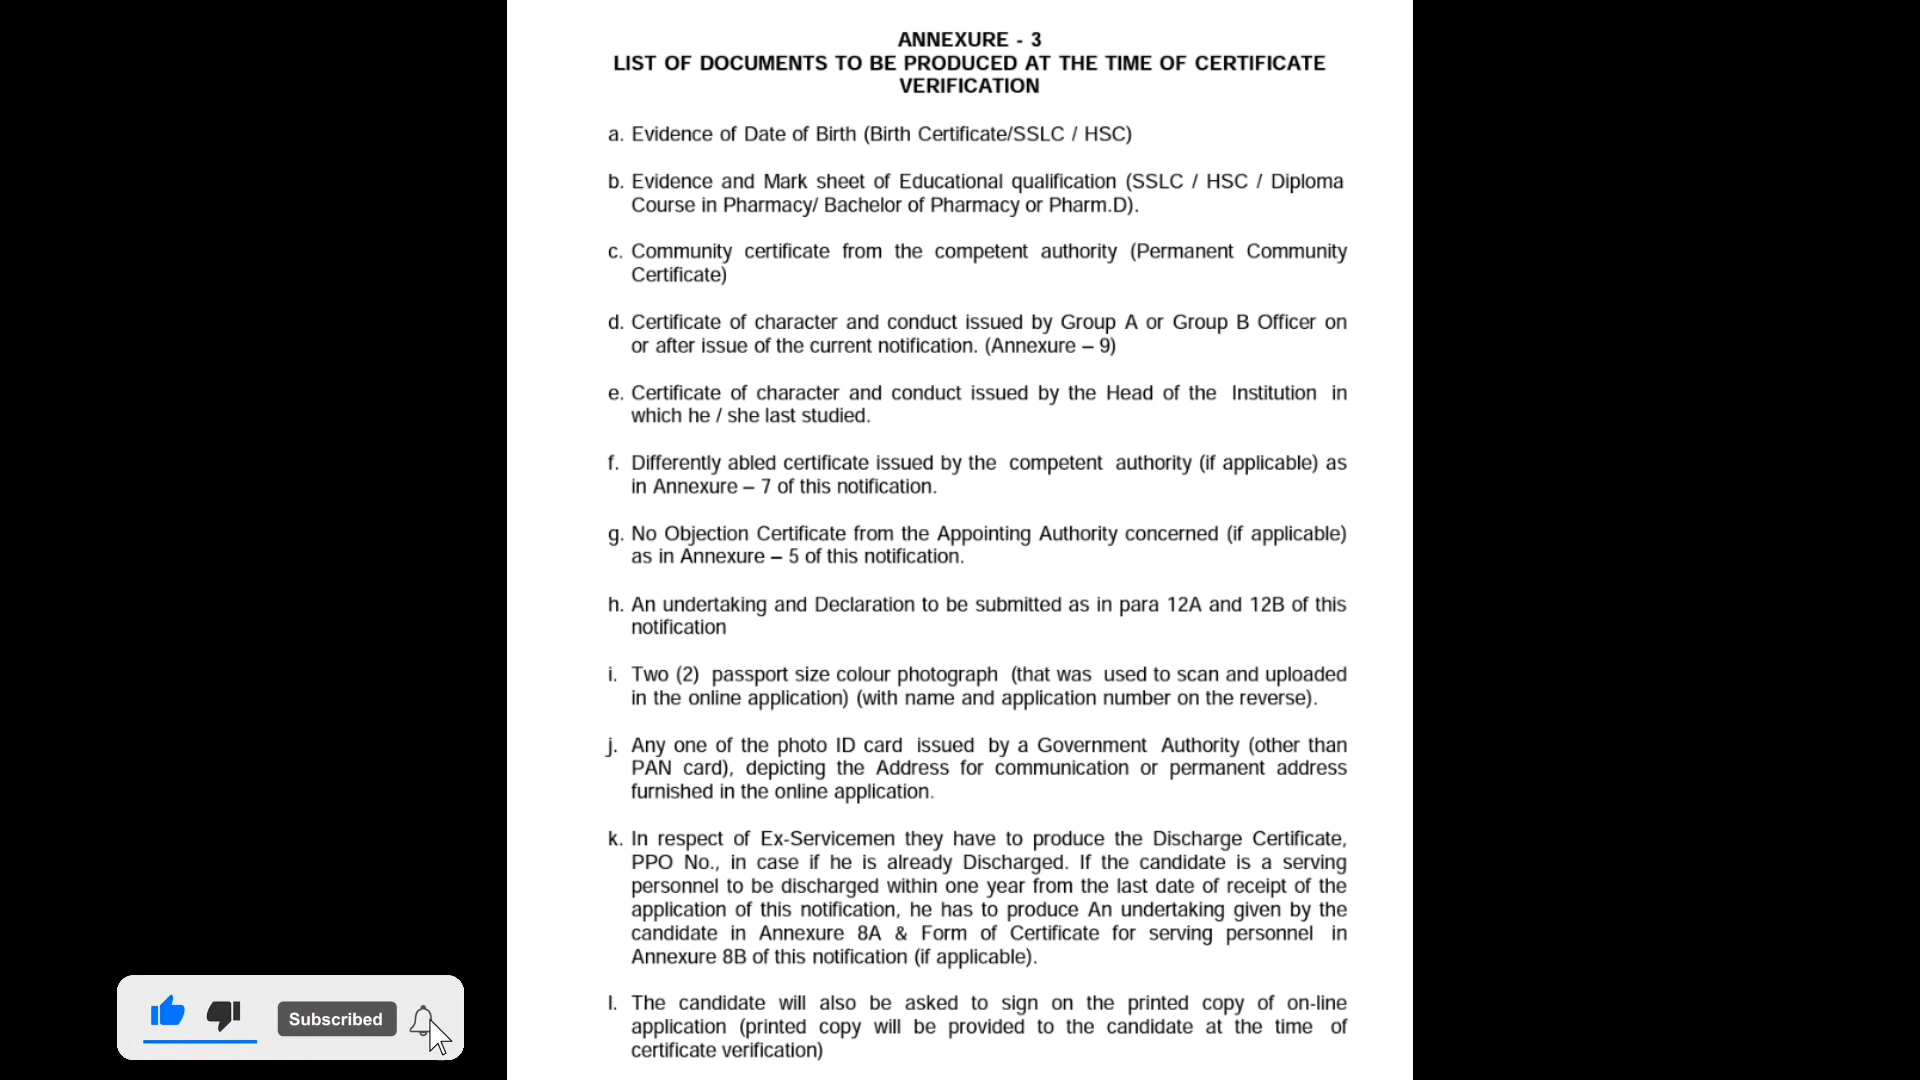 ANNEXURE - 3
LIST OF DOCUMENTS TO BE PRODUCED AT THE TIME OF CERTIFICATE
VERIFICATION
a. Evidence of Date of Birth (Birth Certificate/SSLC / HSC)
b. Evidence and Mark sheet of Educational qualification (SSLC / HSC / Diploma
Course in Pharmacy/ Bachelor of Pharmacy or Pharm.D).
c. Community certificate from the competent authority (Permanent Community
Certificate)
d. Certificate of character and conduct issued by Group A or Group B Officer on
or after issue of the current notification. (Annexure – 9)
e. Certificate of character and conduct issued by the Head of the Institution in
which he / she last studied.
f. Differently abled certificate issued by the competent authority (if applicable) as
in Annexure – 7 of this notification.
g. No Objection Certificate from the Appointing Authority concerned (if applicable)
as in Annexure – 5 of this notification.
h. An undertaking and Declaration to be submitted as in para 12A and 12B of this
notification
i. Two (2) passport size colour photograph (that was used to scan and uploaded
in the online application) (with name and application number on the reverse).
j. Any one of the photo ID card issued by a Government Authority (other than
PAN card), depicting the Address for communication or permanent address
furnished in the online application.
k. In respect of Ex-Servicemen they have to produce the Discharge Certificate,
PPO No., in case if he is already Discharged. If the candidate is a serving
personnel to be discharged within one year from the last date of receipt of the
application of this notification, he has to produce An undertaking given by the
candidate in Annexure 8A & Form of Certificate for serving personnel in
Annexure 8B of this notification (if applicable).
l. The candidate will also be asked to sign on the printed copy of on-line
application (printed copy will be provided to the candidate at the time of
certificate verification)
Subscribed